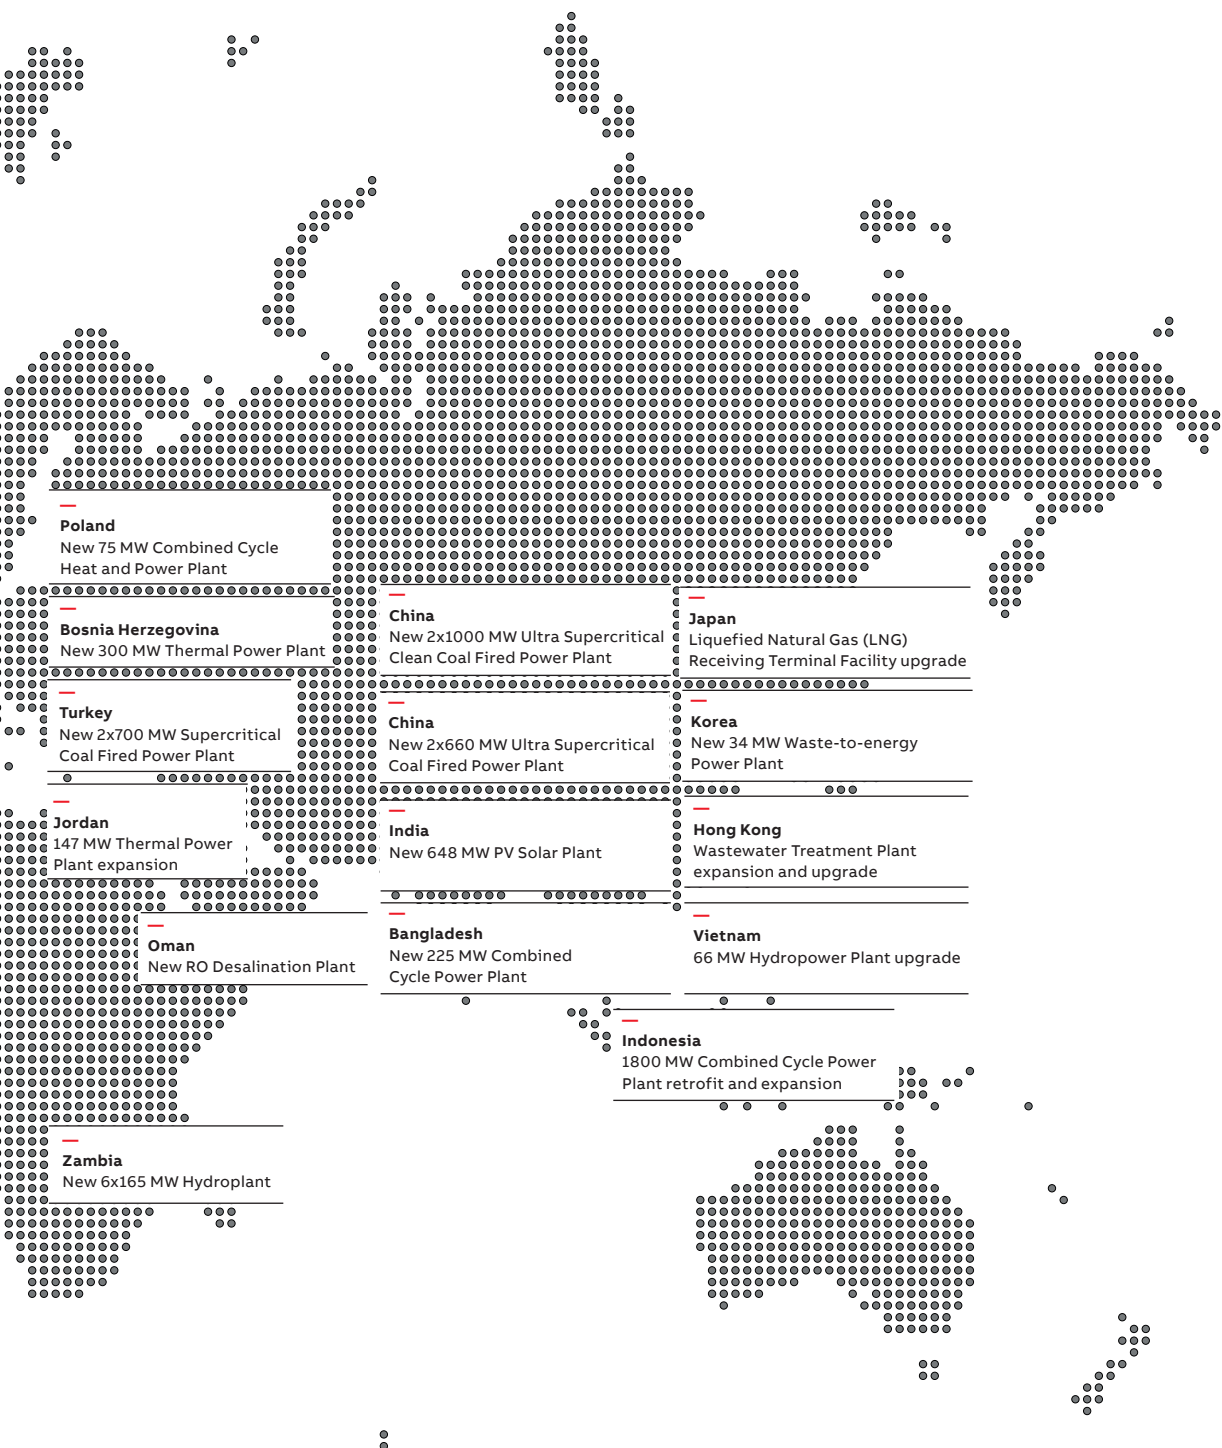 Poland
New 75 MW Combined Cycle
Heat and Power Plant
Bosnia Herzegovina
New 300 MW Thermal Power Plant
Turkey
New 2x700 MW Supercritical
Coal Fired Power Plant
Jordan
147 MW Thermal Power
Plant expansion
Oman
New RO Desalination Plant
Zambia
New 6x165 MW Hydroplant
China
New 2x1000 MW Ultra Supercritical
Clean Coal Fired Power Plant
China
New 2x660 MW Ultra Supercritical
Coal Fired Power Plant
India
New 648 MW PV Solar Plant
Bangladesh
New 225 MW Combined
Cycle Power Plant
Japan
Liquefied Natural Gas (LNG)
Receiving Terminal Facility upgrade
Korea
New 34 MW Waste-to-energy
Power Plant
Hong Kong
Wastewater Treatment Plant
expansion and upgrade
Vietnam
66 MW Hydropower Plant upgrade
Indonesia
1800 MW Combined Cycle Power
Plant retrofit and expansion